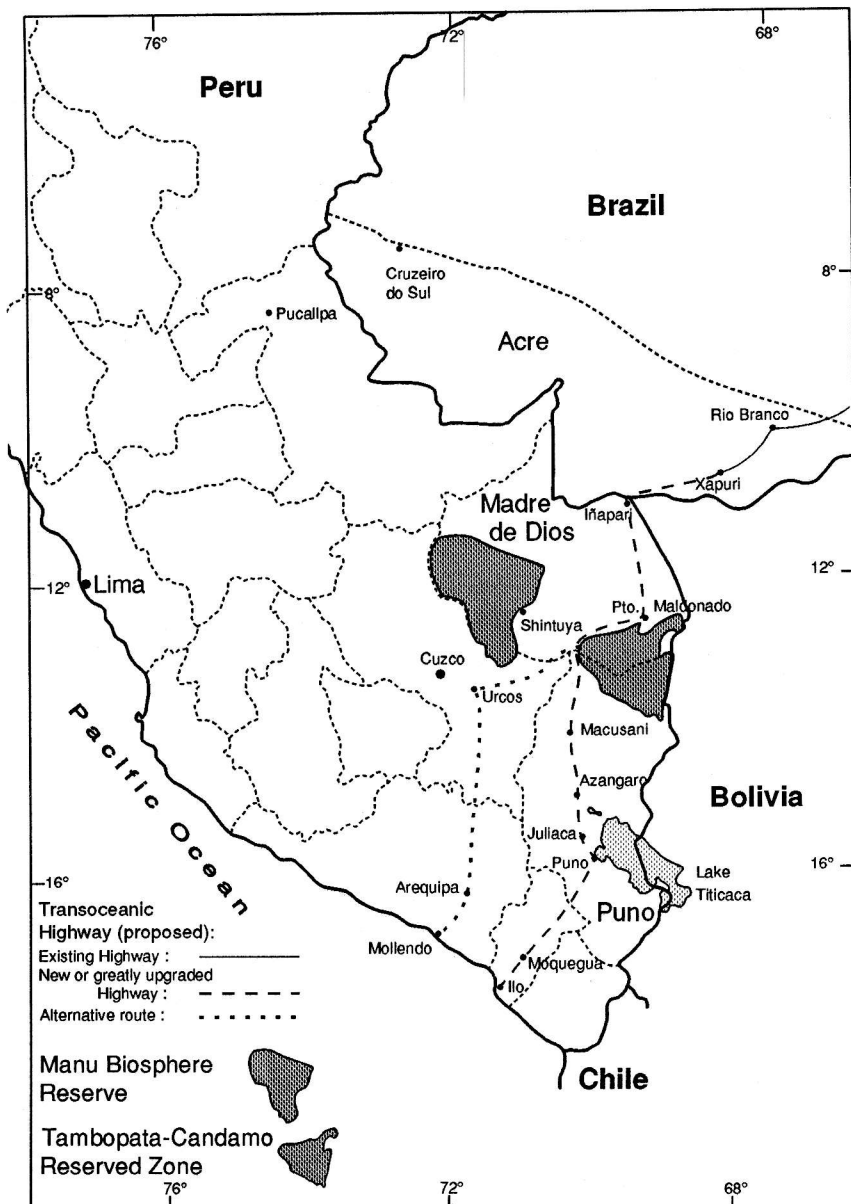 76°
72°
68°
Peru
Brazil
8°
8°
Cruzeiro
do Sul
Pucallpa
Acre
Rio Branco
Xapuri
Iñapari
Madre
de Dios
12°
12°
Lima
Pto. Maldonado
Shintuya
Cuzco
Urcos
Macusani
Pacific Ocean
Azangaro
Bolivia
Juliaca
Puno
16°
16°
Lake
Titicaca
Arequipa
Puno
Mollendo
Moquegua
Ilo
Chile
Transoceanic
Highway (proposed):
Existing Highway :
New or greatly upgraded
Highway :
Alternative route :
Manu Biosphere
Reserve
Tambopata-Candamo
Reserved Zone
76°
72°
68°